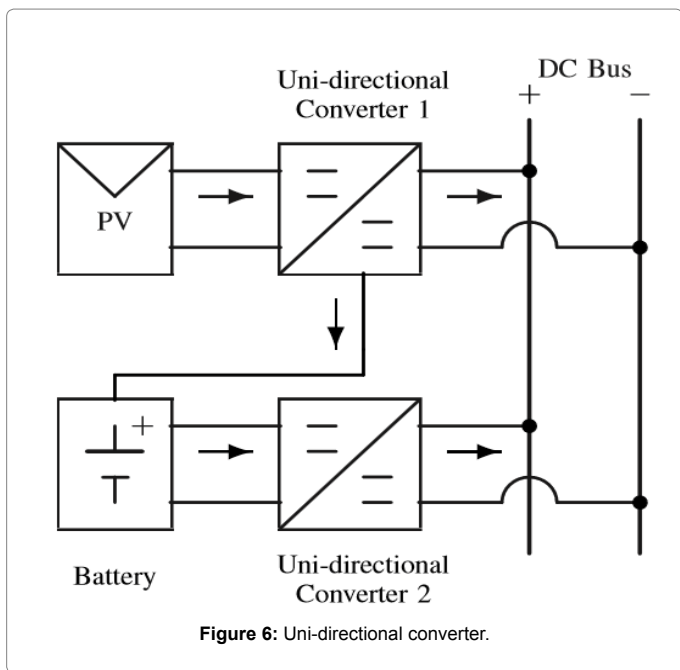 Uni-directional
Converter 1
DC Bus
+ −
PV
+
Battery
Uni-directional
Converter 2
Figure 6: Uni-directional converter.